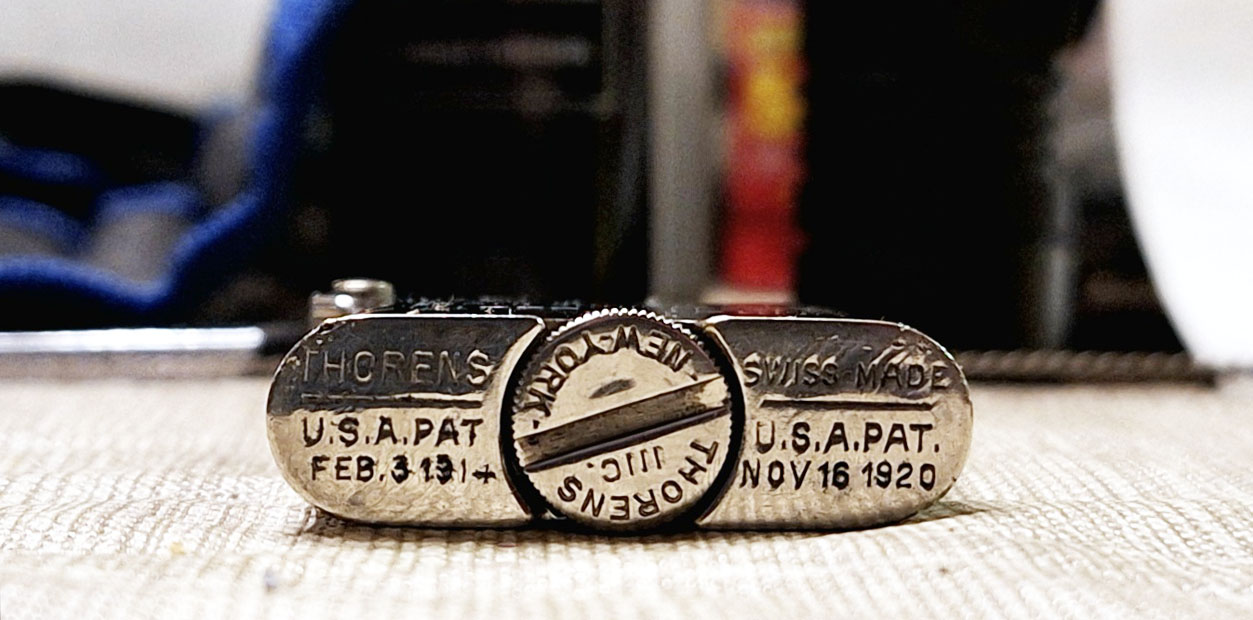 THORENS
U.S.A.PAT
FEB.3 1914
NEW-YORK.
THORENS
INC.
SWISS MADE
U.S.A.PAT.
NOV 16 1920